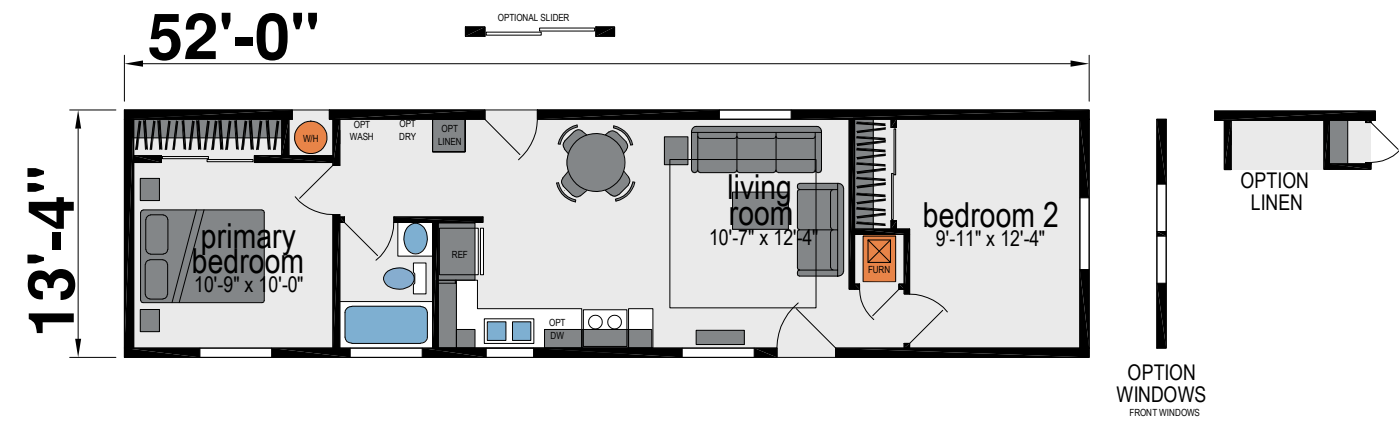 52'-0"
OPTIONAL SLIDER
13'-4"
W/H
OPT
WASH
OPT
DRY
OPT
LINEN
living
room
10'-7" x 12'-4"
bedroom 2
9'-11" x 12'-4"
primary
bedroom
10'-9" x 10'-0"
REF
FURN
OPT
DW
OPTION
LINEN
OPTION
WINDOWS
FRONT WINDOWS